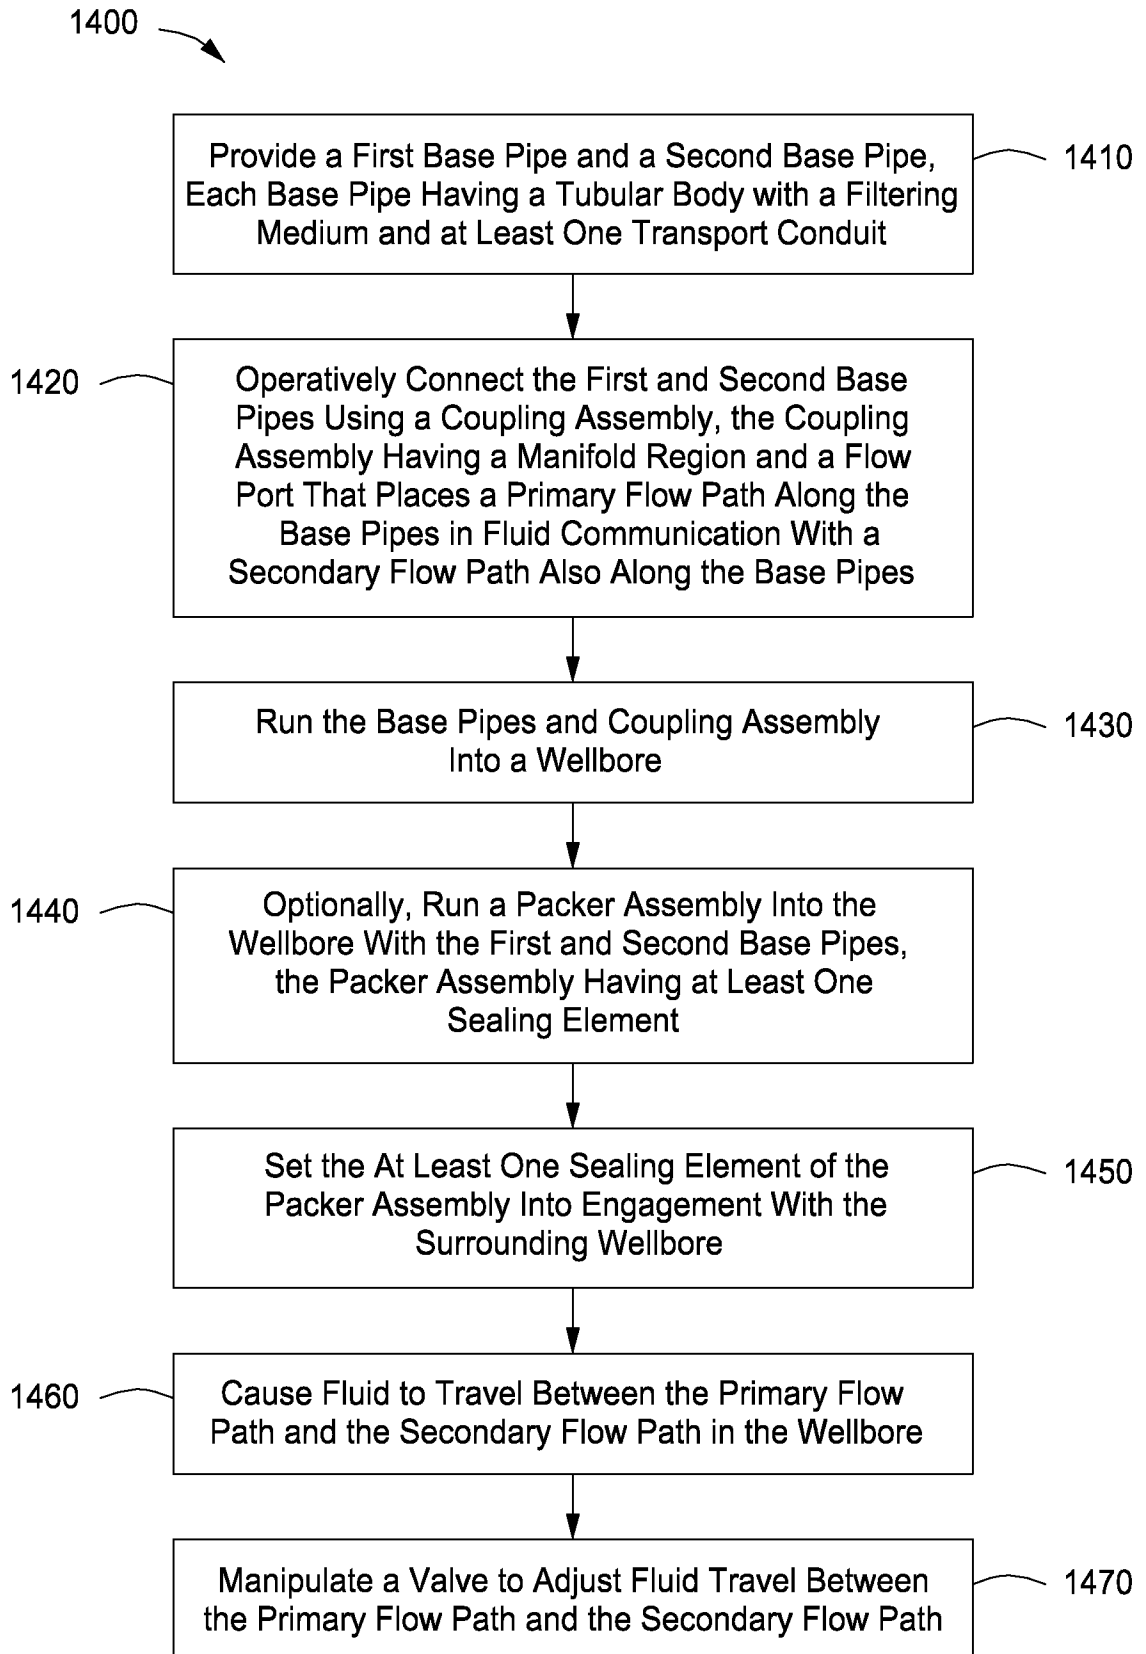 1400
Provide a First Base Pipe and a Second Base Pipe,
Each Base Pipe Having a Tubular Body with a Filtering
Medium and at Least One Transport Conduit
1410
1420
Operatively Connect the First and Second Base
Pipes Using a Coupling Assembly, the Coupling
Assembly Having a Manifold Region and a Flow
Port That Places a Primary Flow Path Along the
Base Pipes in Fluid Communication With a
Secondary Flow Path Also Along the Base Pipes
Run the Base Pipes and Coupling Assembly
Into a Wellbore
1430
1440
Optionally, Run a Packer Assembly Into the
Wellbore With the First and Second Base Pipes,
the Packer Assembly Having at Least One
Sealing Element
Set the At Least One Sealing Element of the
Packer Assembly Into Engagement With the
Surrounding Wellbore
1450
1460
Cause Fluid to Travel Between the Primary Flow
Path and the Secondary Flow Path in the Wellbore
Manipulate a Valve to Adjust Fluid Travel Between
the Primary Flow Path and the Secondary Flow Path
1470